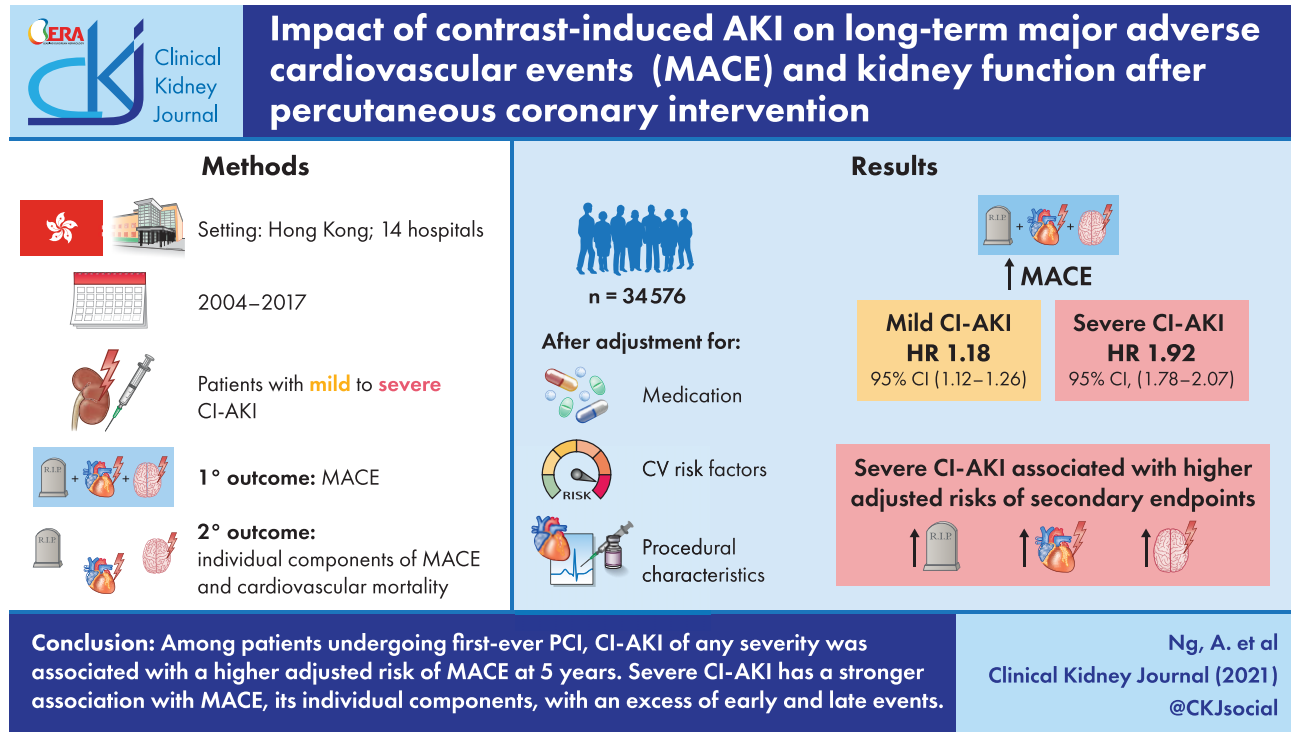 ERA
CKJ
Clinical
Kidney
Journal
Impact of contrast-induced AKI on long-term major adverse
cardiovascular events (MACE) and kidney function after
percutaneous coronary intervention
Methods
Setting: Hong Kong; 14 hospitals
2004–2017
Patients with mild to severe
CI-AKI
R.I.P.
+
+
1° outcome: MACE
R.I.P.
2° outcome:
individual components of MACE
and cardiovascular mortality
Results
n = 34 576
After adjustment for:
Medication
RISK
CV risk factors
Procedural
characteristics
R.I.P.
+
+
↑ MACE
Mild CI-AKI
HR 1.18
95% CI (1.12–1.26)
Severe CI-AKI
HR 1.92
95% CI, (1.78–2.07)
Severe CI-AKI associated with higher
adjusted risks of secondary endpoints
R.I.P.
Conclusion: Among patients undergoing first-ever PCI, CI-AKI of any severity was
associated with a higher adjusted risk of MACE at 5 years. Severe CI-AKI has a stronger
association with MACE, its individual components, with an excess of early and late events.
Ng, A. et al
Clinical Kidney Journal (2021)
@CKJsocial